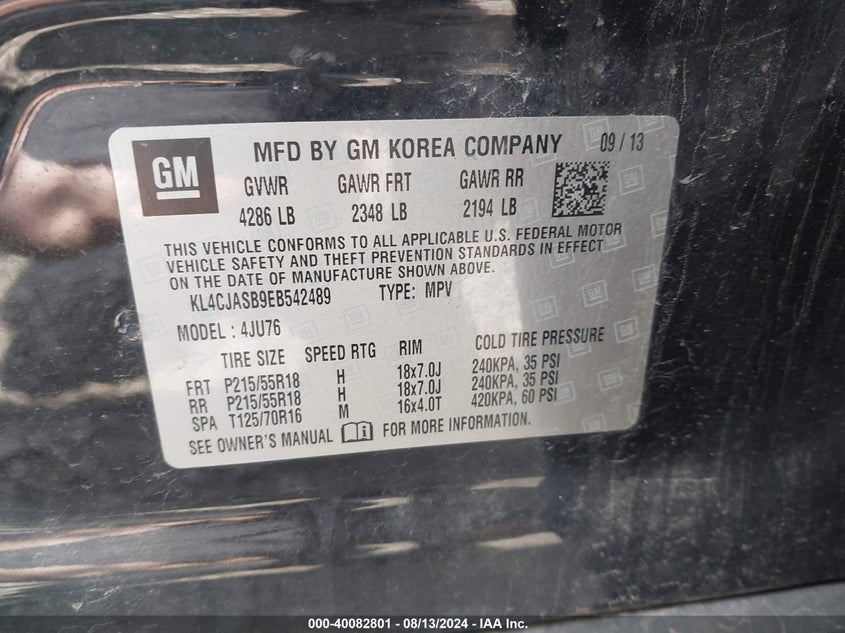 GM MFD BY GM KOREA COMPANY 09 / 13
GVWR GAWR FRT GAWR RR
4286 LB 2348 LB 2194 LB
THIS VEHICLE CONFORMS TO ALL APPLICABLE U.S. FEDERAL MOTOR
VEHICLE SAFETY AND THEFT PREVENTION STANDARDS IN EFFECT
ON THE DATE OF MANUFACTURE SHOWN ABOVE.
KL4CJASB9EB542489 TYPE: MPV
MODEL : 4JU76
TIRE SIZE SPEED RTG RIM COLD TIRE PRESSURE
FRT P215/55R18 H 18x7.0J 240KPA, 35 PSI
RR P215/55R18 H 18x7.0J 240KPA, 35 PSI
SPA T125/70R16 M 16x4.0T 420KPA, 60 PSI
SEE OWNER'S MANUAL FOR MORE INFORMATION.
000-40082801 - 08/13/2024 - IAA Inc.